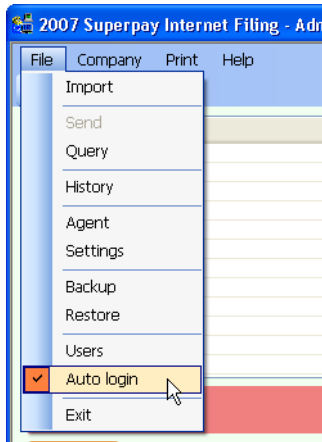 2007 Superpay Internet Filing - Adm
File Company Print Help
Import
Send
Query
History
Agent
Settings
Backup
Restore
Users
Auto login
Exit